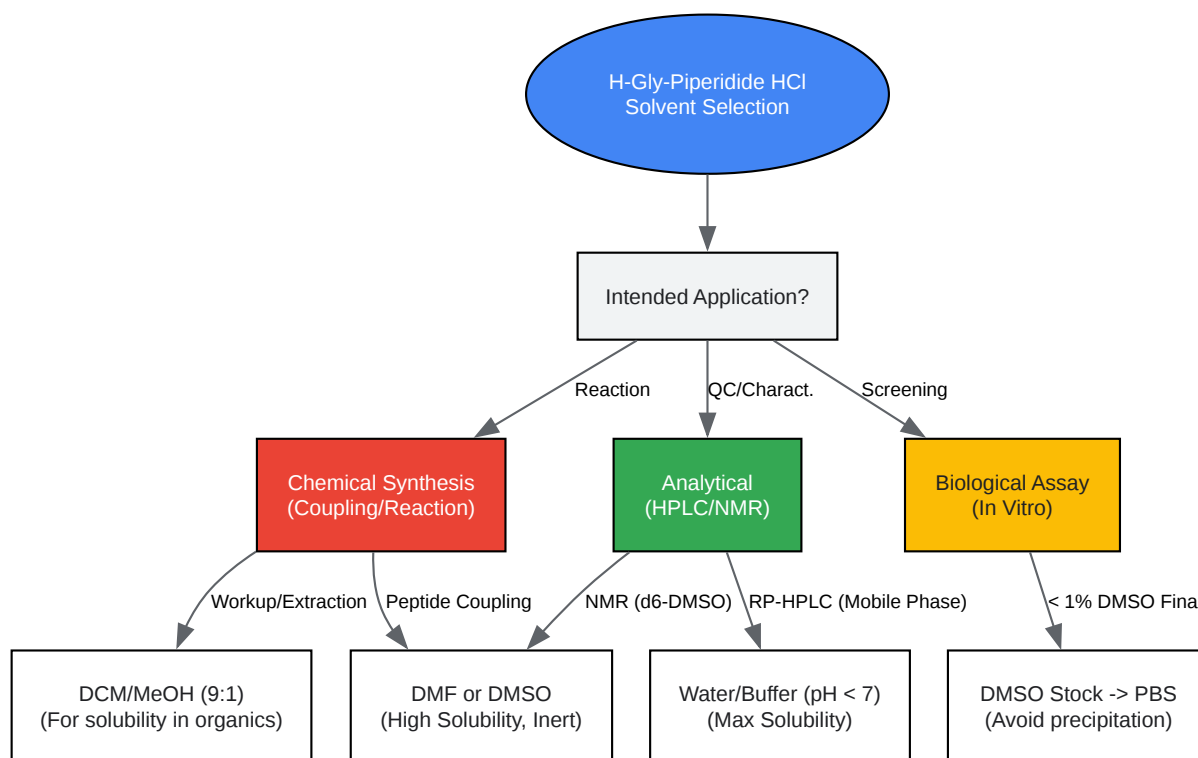 H-Gly-Piperidide HCl
Solvent Selection
Intended Application?
Reaction
QC/Charact.
Screening
Chemical Synthesis
(Coupling/Reaction)
Analytical
(HPLC/NMR)
Biological Assay
(In Vitro)
Workup/Extraction
Peptide Coupling
NMR (d6-DMSO)
RP-HPLC (Mobile Phase)
< 1% DMSO Fina
DCM/MeOH (9:1)
(For solubility in organics)
DMF or DMSO
(High Solubility, Inert)
Water/Buffer (pH < 7)
(Max Solubility)
DMSO Stock -> PBS
(Avoid precipitation)